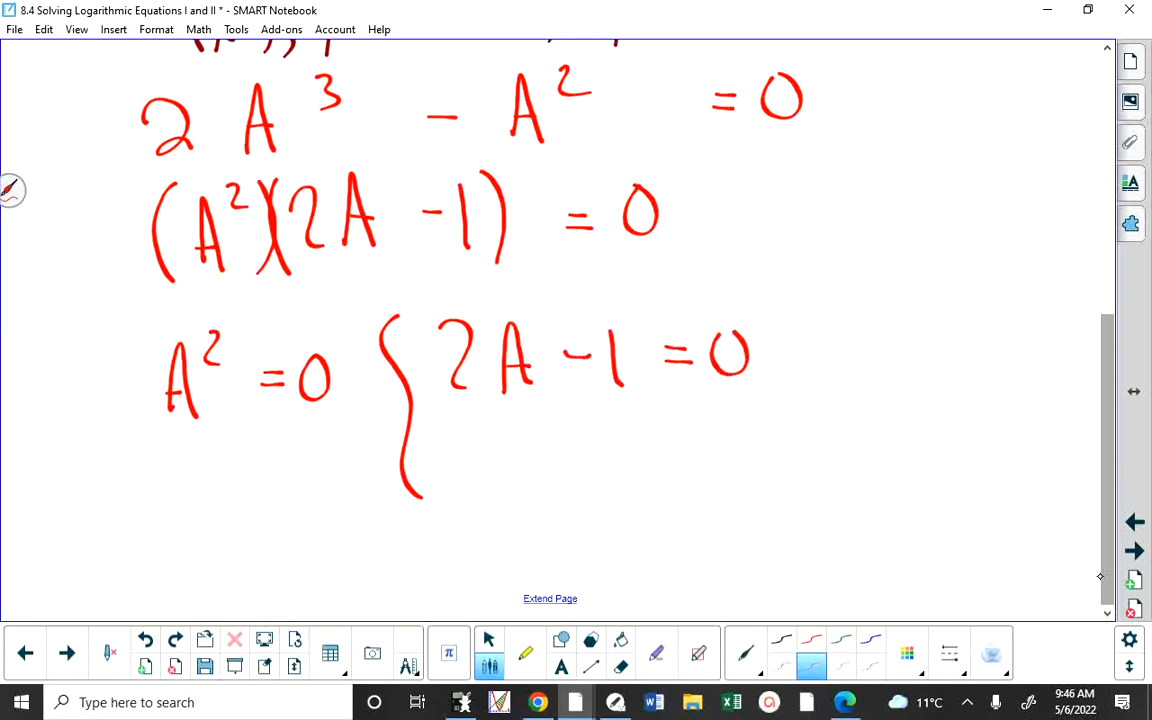 8.4 Solving Logarithmic Equations I and II * - SMART Notebook
File Edit View Insert Format Math Tools Add-ons Account Help
2 A³ - A² = 0
(A²)(2A - 1) = 0
A² = 0 { 2A - 1 = 0
Extend Page
π
A
Type here to search
11°C
9:46 AM
5/6/2022